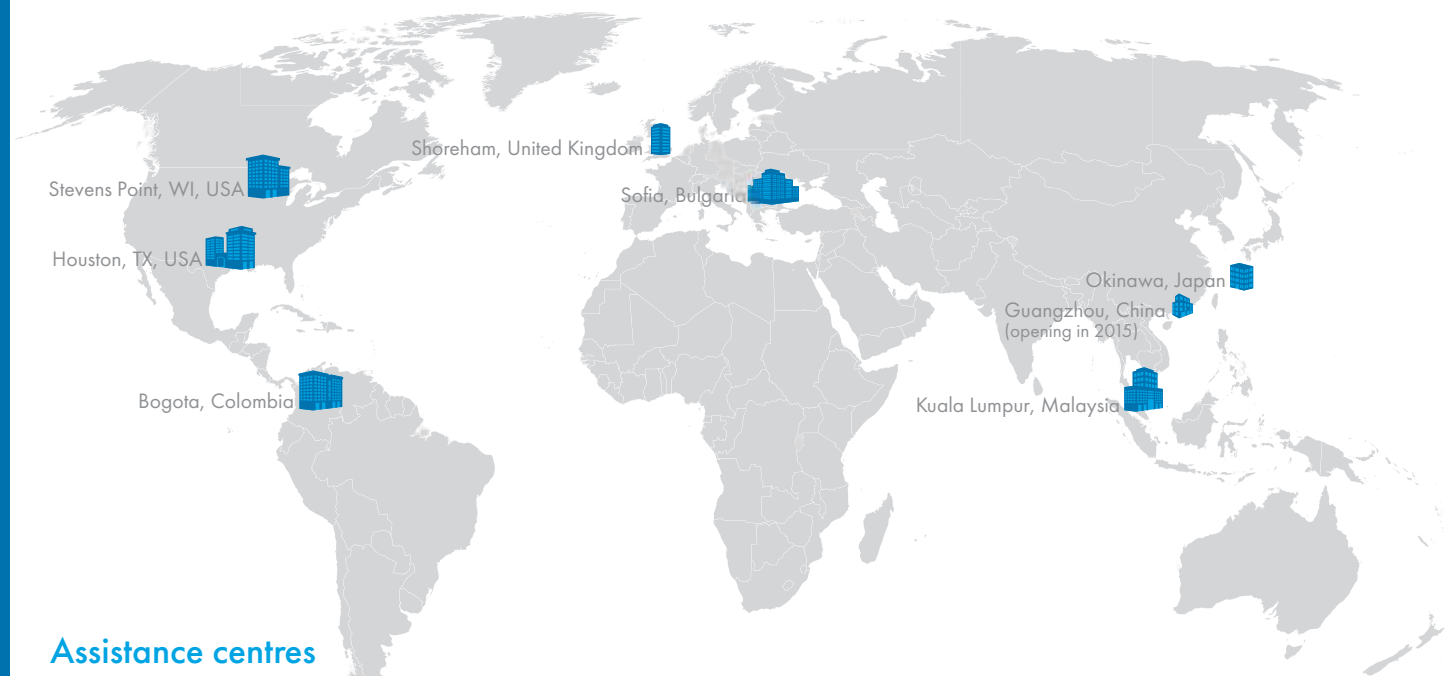 Shoreham, United Kingdom
Stevens Point, WI, USA
Sofia, Bulgaria
Houston, TX, USA
Okinawa, Japan
Guangzhou, China
(opening in 2015)
Bogota, Colombia
Kuala Lumpur, Malaysia
Assistance centres